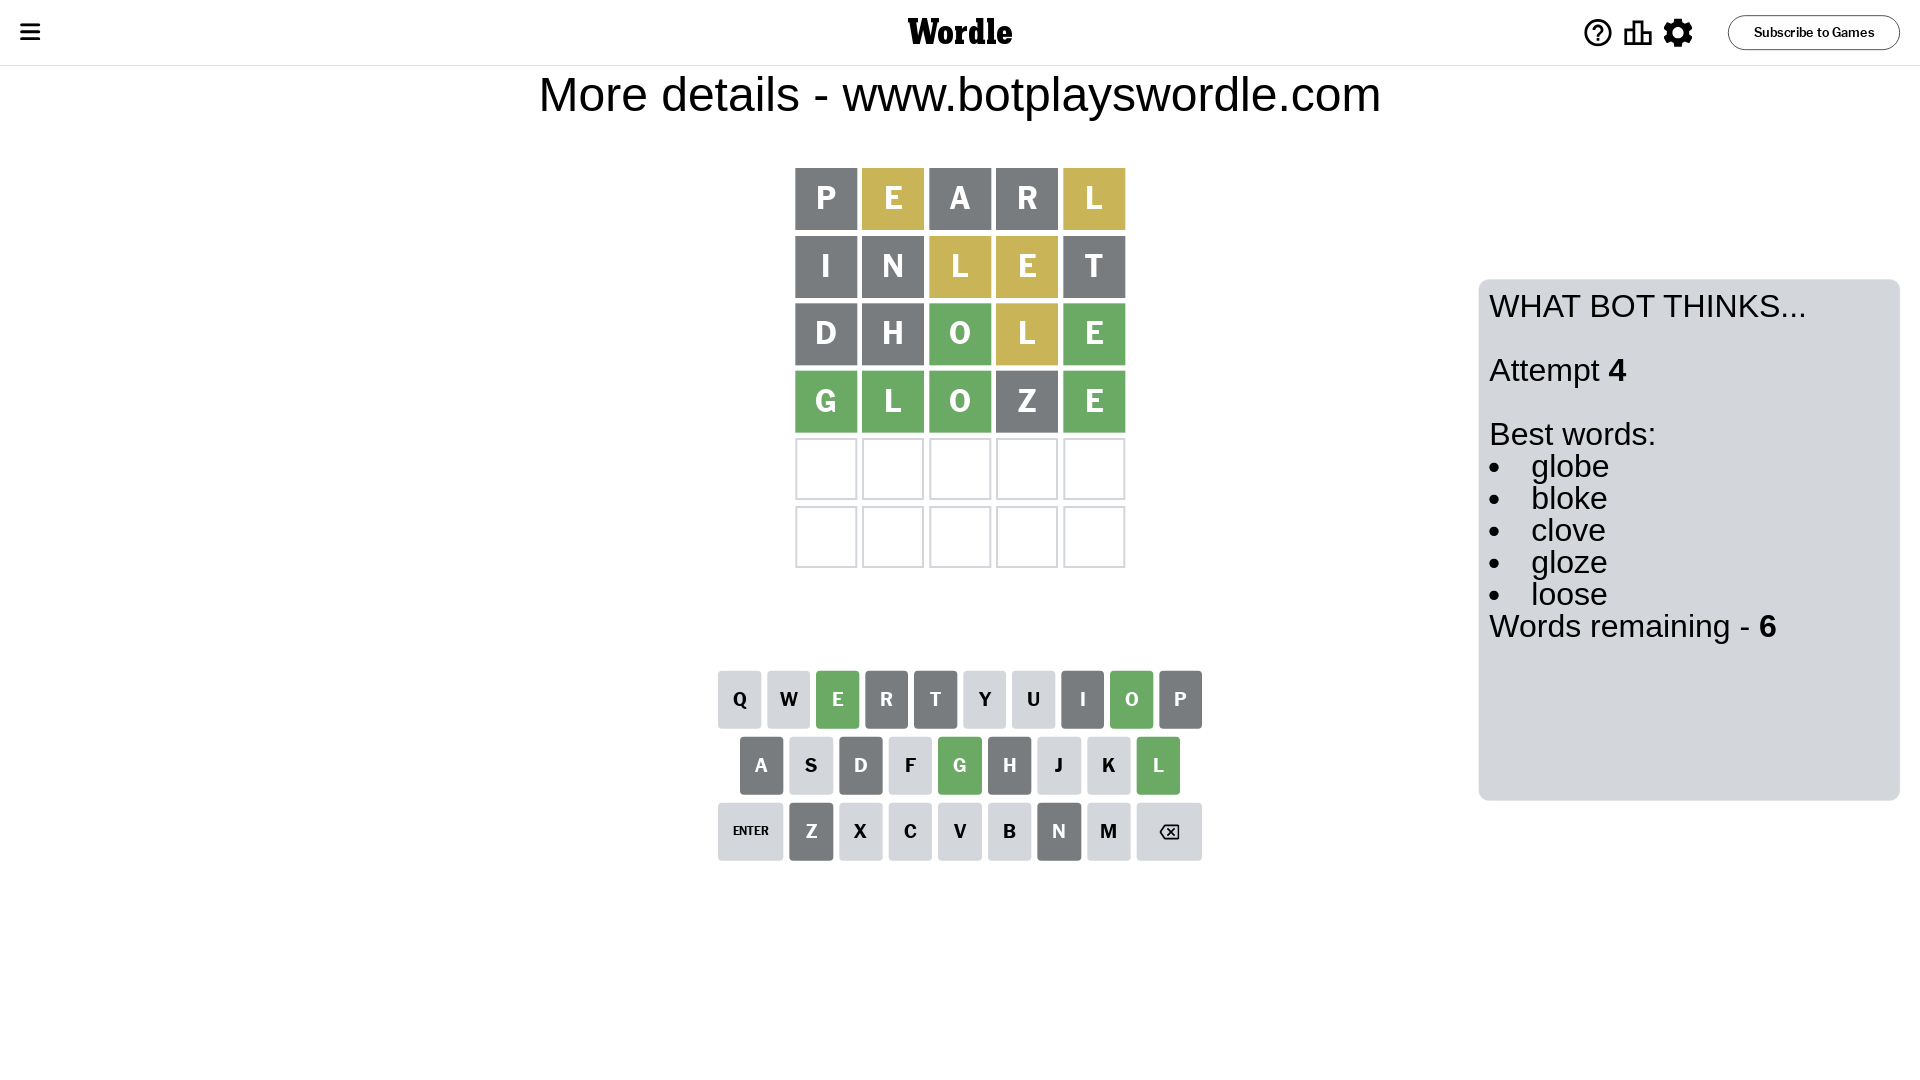 Wordle
Subscribe to Games
More details - www.botplayswordle.com
P E A R L
I N L E T
D H O L E
G L O Z E
WHAT BOT THINKS...
Attempt 4
Best words:
• globe
• bloke
• clove
• gloze
• loose
Words remaining - 6
Q W E R T Y U I O P
A S D F G H J K L
ENTER Z X C V B N M